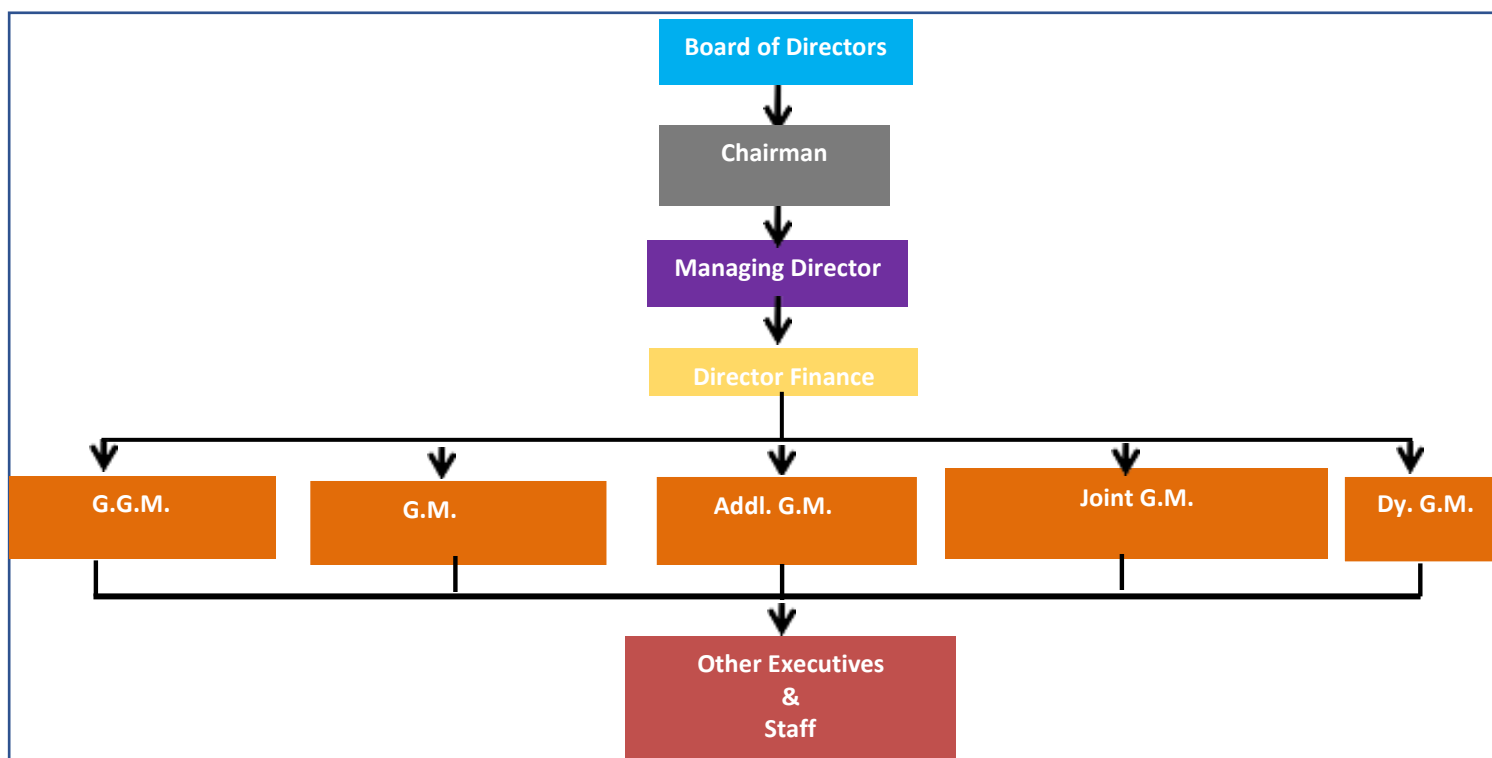 Board of Directors
Chairman
Managing Director
Director Finance
G.G.M.
G.M.
Addl. G.M.
Joint G.M.
Dy. G.M.
Other Executives
&
Staff